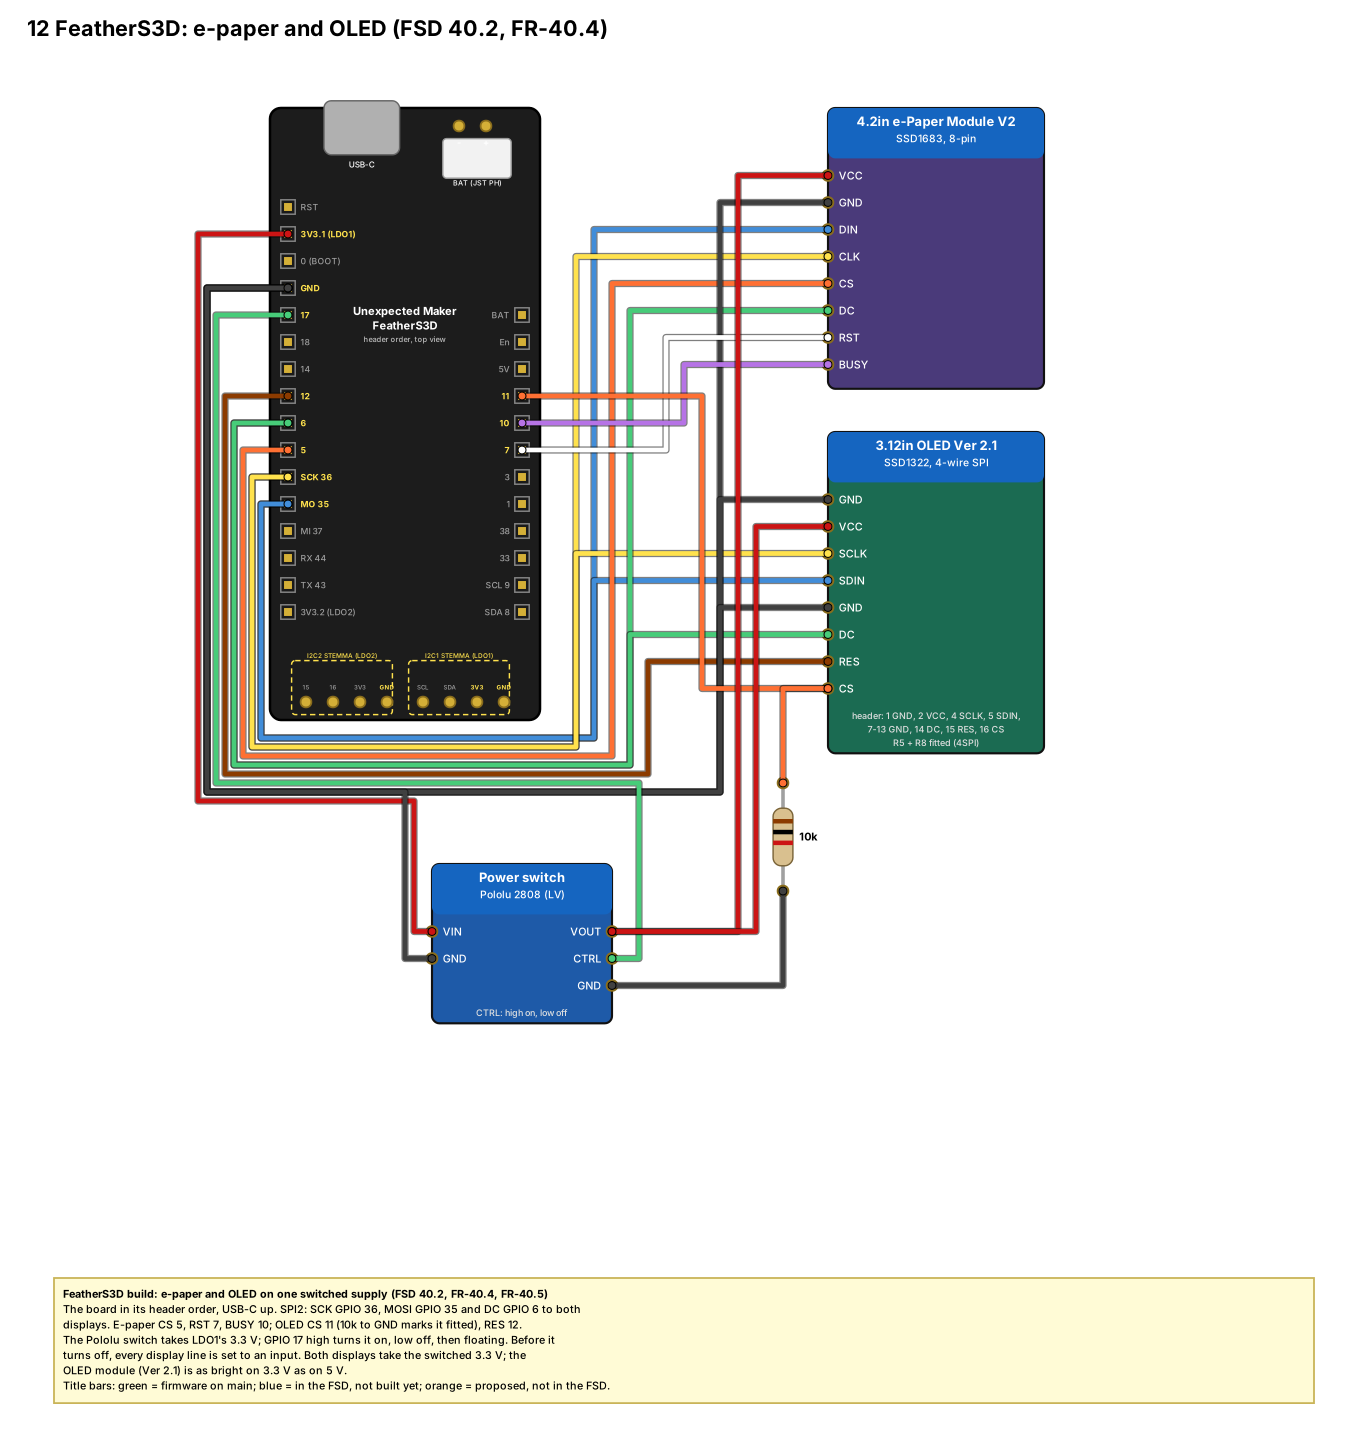 12 FeatherS3D: e-paper and OLED (FSD 40.2, FR-40.4)
USB-C
BAT (JST PH)
RST
3V3.1 (LDO1)
0 (BOOT)
GND
17
18
14
12
6
5
SCK 36
MO 35
MI 37
RX 44
TX 43
3V3.2 (LDO2)
Unexpected Maker
FeatherS3D
header order, top view
BAT
En
5V
11
10
7
3
1
38
33
SCL 9
SDA 8
I2C2 STEMMA (LDO2)
15 16 3V3 GND
I2C1 STEMMA (LDO1)
SCL SDA 3V3 GND
4.2in e-Paper Module V2
SSD1683, 8-pin
VCC
GND
DIN
CLK
CS
DC
RST
BUSY
3.12in OLED Ver 2.1
SSD1322, 4-wire SPI
GND
VCC
SCLK
SDIN
GND
DC
RES
CS
header: 1 GND, 2 VCC, 4 SCLK, 5 SDIN,
7-13 GND, 14 DC, 15 RES, 16 CS
R5 + R8 fitted (4SPI)
10k
Power switch
Pololu 2808 (LV)
VIN
GND
VOUT
CTRL
GND
CTRL: high on, low off
FeatherS3D build: e-paper and OLED on one switched supply (FSD 40.2, FR-40.4, FR-40.5)
The board in its header order, USB-C up. SPI2: SCK GPIO 36, MOSI GPIO 35 and DC GPIO 6 to both
displays. E-paper CS 5, RST 7, BUSY 10; OLED CS 11 (10k to GND marks it fitted), RES 12.
The Pololu switch takes LDO1's 3.3 V; GPIO 17 high turns it on, low off, then floating. Before it
turns off, every display line is set to an input. Both displays take the switched 3.3 V; the
OLED module (Ver 2.1) is as bright on 3.3 V as on 5 V.
Title bars: green = firmware on main; blue = in the FSD, not built yet; orange = proposed, not in the FSD.